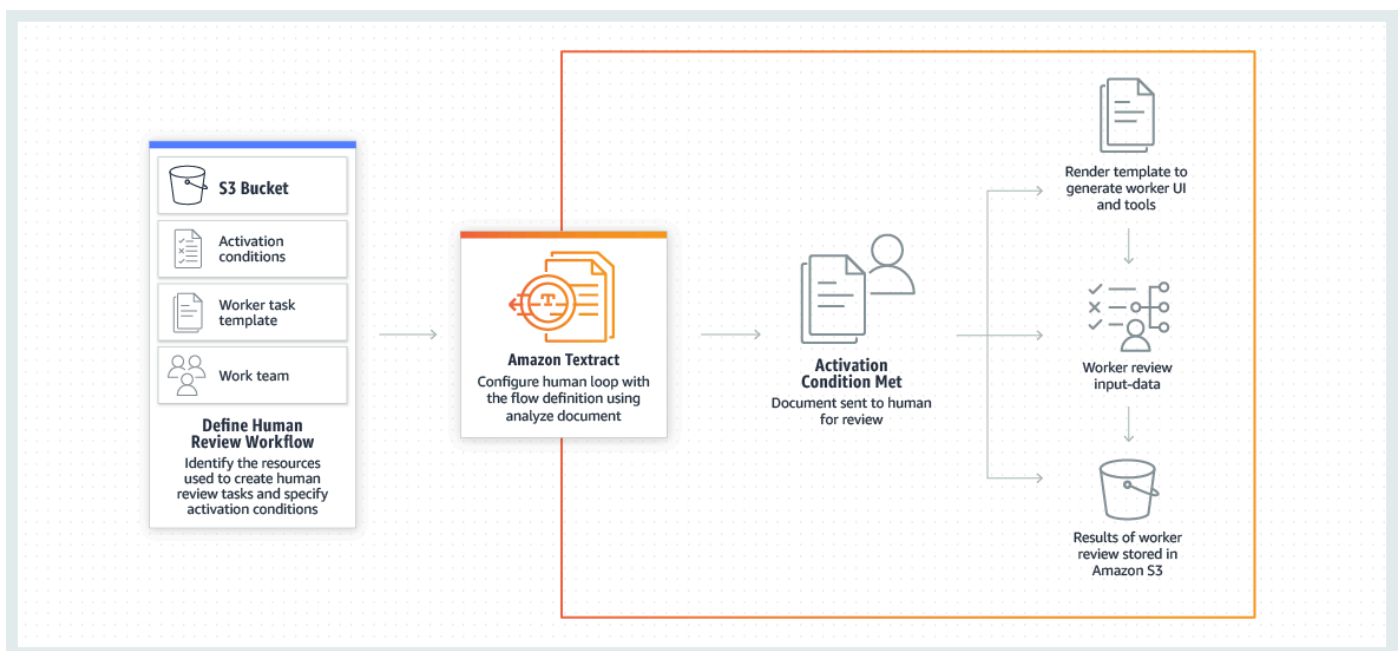 S3 Bucket
Activation
conditions
Worker task
template
Work team
Define Human
Review Workflow
Identify the resources
used to create human
review tasks and specify
activation conditions
T
Amazon Textract
Configure human loop with
the flow definition using
analyze document
Activation
Condition Met
Document sent to human
for review
Render template to
generate worker UI
and tools
Worker review
input-data
Results of worker
review stored in
Amazon S3